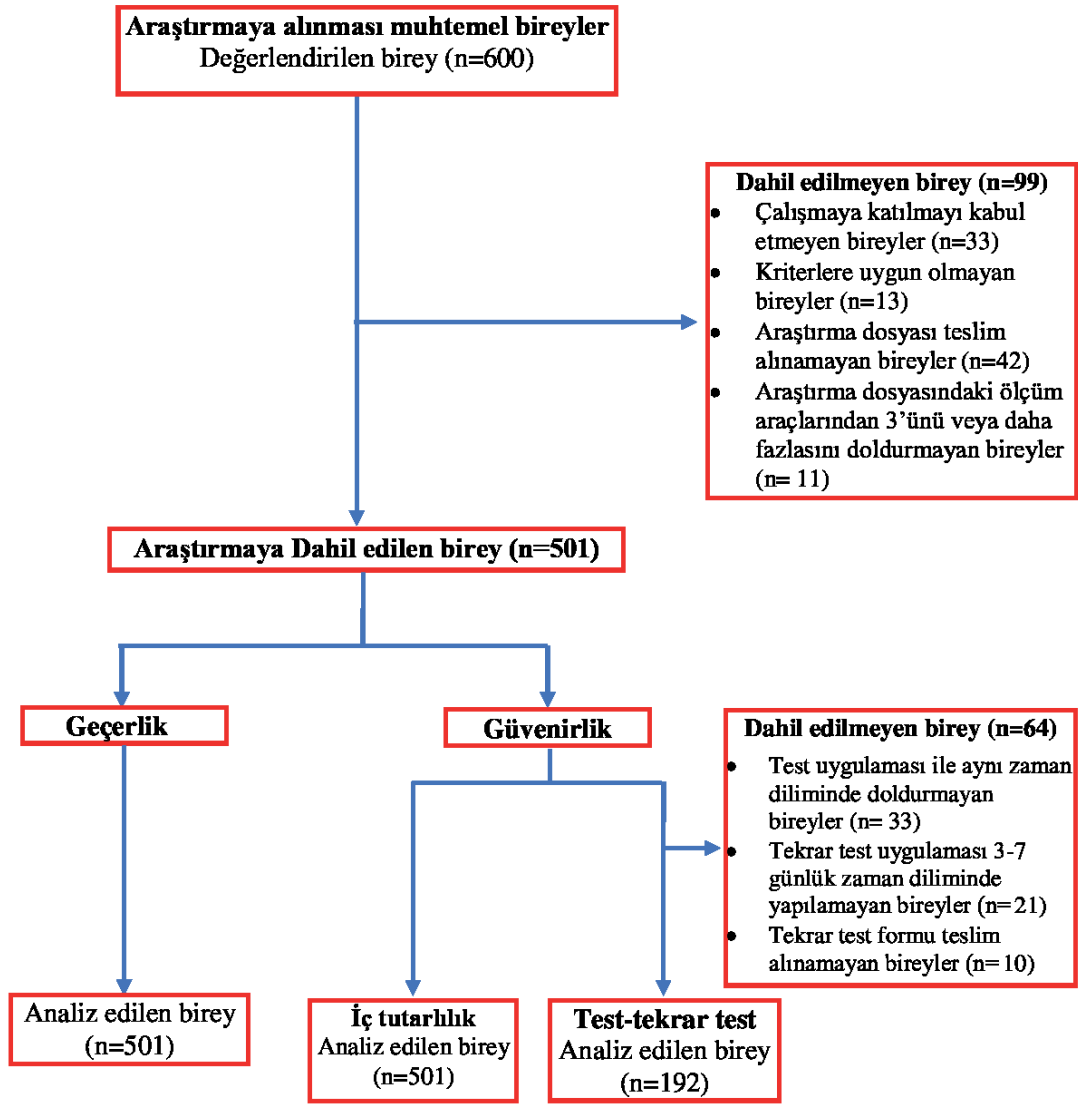 Araştırmaya alınması muhtemel bireyler
Değerlendirilen birey (n=600)
Dahil edilmeyen birey (n=99)
• Çalışmaya katılmayı kabul
etmeyen bireyler (n=33)
• Kriterlere uygun olmayan
bireyler (n=13)
• Araştırma dosyası teslim
alınamayan bireyler (n=42)
• Araştırma dosyasındaki ölçüm
araçlarından 3’ünü veya daha
fazlasını doldurmayan bireyler
(n= 11)
Araştırmaya Dahil edilen birey (n=501)
Geçerlik
Güvenirlik
Dahil edilmeyen birey (n=64)
• Test uygulaması ile aynı zaman
diliminde doldurmayan
bireyler (n= 33)
• Tekrar test uygulaması 3-7
günlük zaman diliminde
yapılamayan bireyler (n=21)
• Tekrar test formu teslim
alınamayan bireyler (n=10)
Analiz edilen birey
(n=501)
İç tutarlılık
Analiz edilen birey
(n=501)
Test-tekrar test
Analiz edilen birey
(n=192)